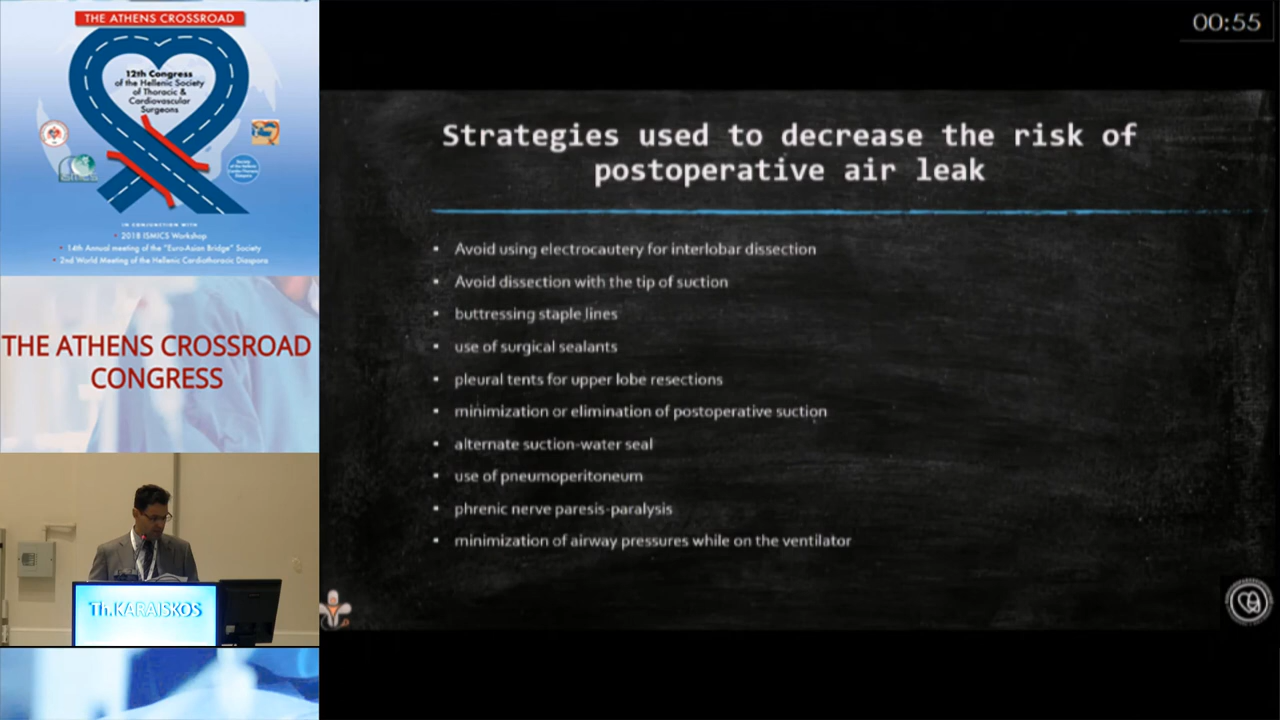 THE ATHENS CROSSROAD
12th Congress
of the Hellenic Society
of Thoracic &
Cardiovascular
Surgeons
IN CONJUNCTION WITH
• 2018 ISMICS Workshop
• 14th Annual meeting of the "Euro-Asian Bridge" Society
• 2nd World Meeting of the Hellenic Cardiothoracic Diaspora
THE ATHENS CROSSROAD
CONGRESS
Th.KARAISKOS
00:55
Strategies used to decrease the risk of
postoperative air leak
▪ Avoid using electrocautery for interlobar dissection
▪ Avoid dissection with the tip of suction
▪ buttressing staple lines
▪ use of surgical sealants
▪ pleural tents for upper lobe resections
▪ minimization or elimination of postoperative suction
▪ alternate suction-water seal
▪ use of pneumoperitoneum
▪ phrenic nerve paresis-paralysis
▪ minimization of airway pressures while on the ventilator